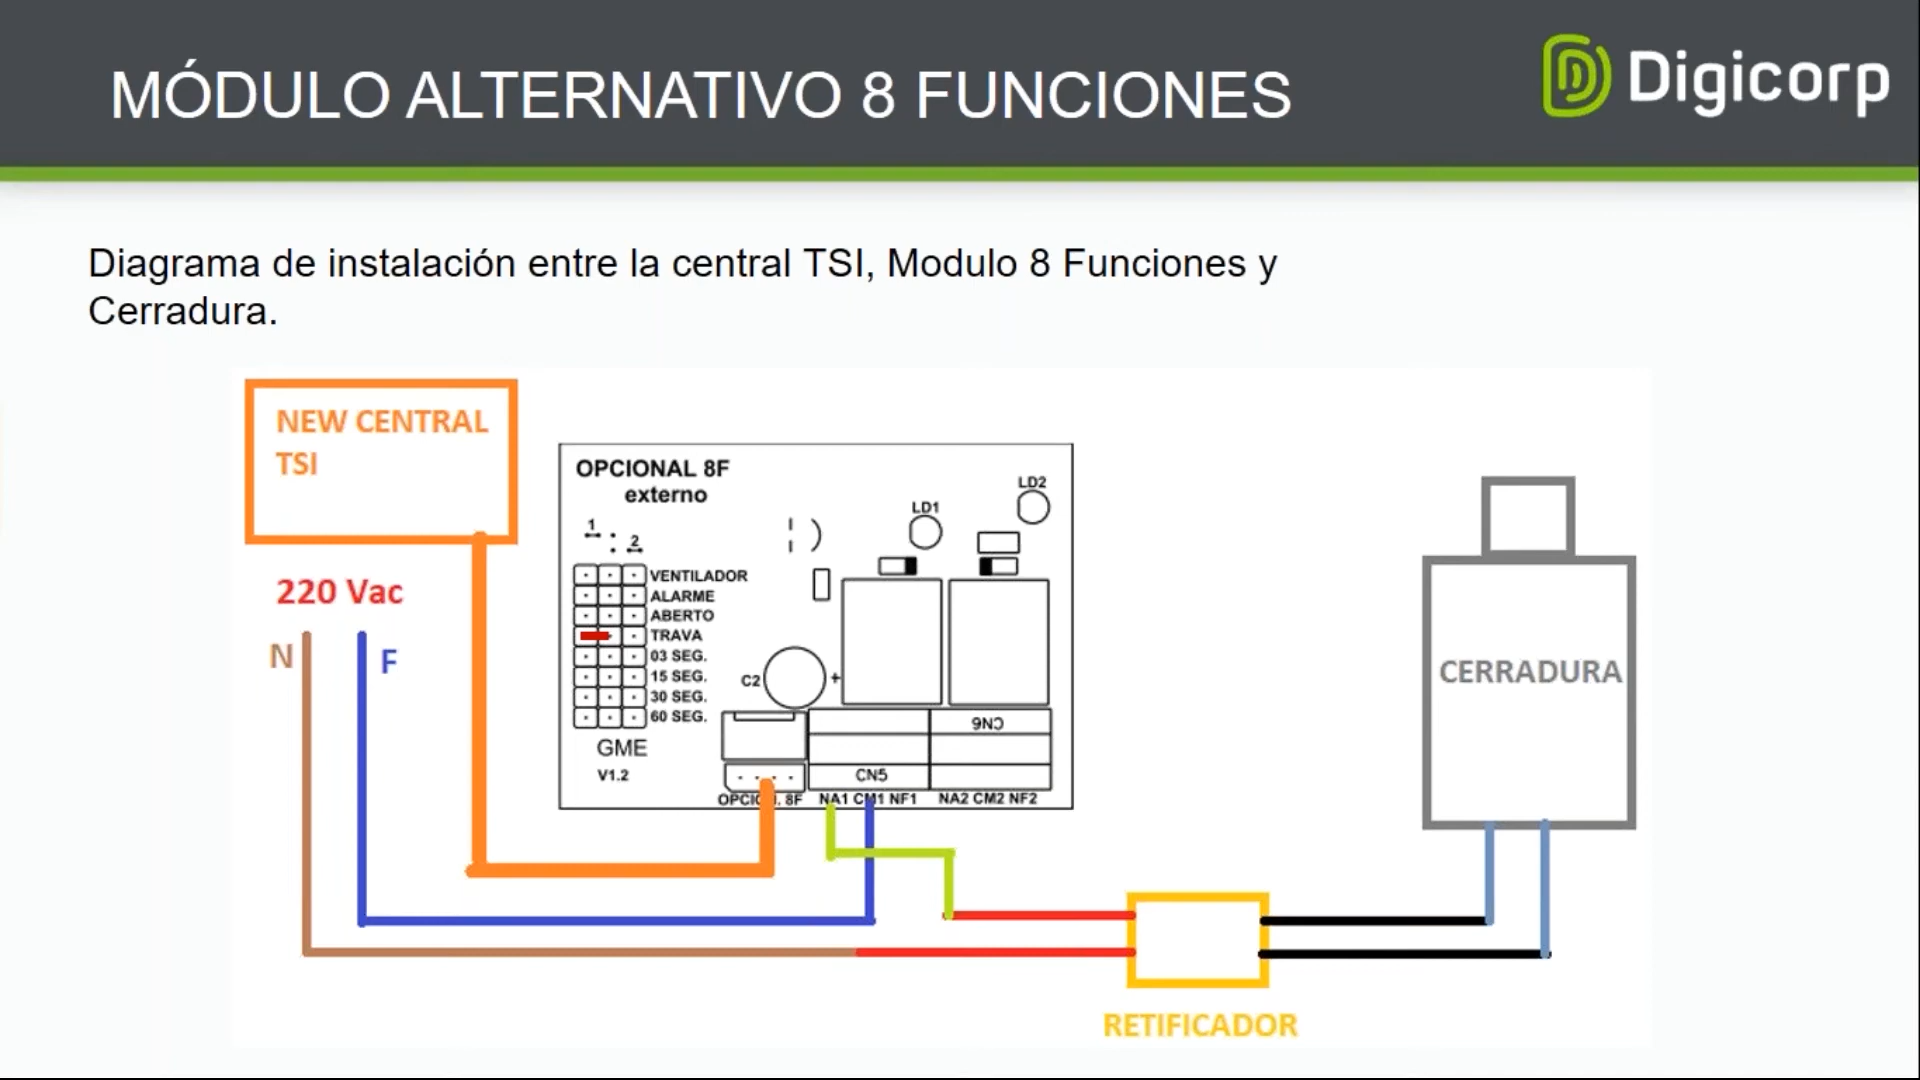 MÓDULO ALTERNATIVO 8 FUNCIONES
Digicorp
Diagrama de instalación entre la central TSI, Modulo 8 Funciones y
Cerradura.
NEW CENTRAL
TSI
220 Vac
N
F
OPCIONAL 8F
externo
1
2
LD1
LD2
VENTILADOR
ALARME
ABERTO
TRAVA
03 SEG.
15 SEG.
30 SEG.
60 SEG.
C2
+
GME
V1.2
CN6
CN5
8F
NA1 CM1 NF1
NA2 CM2 NF2
CERRADURA
RETIFICADOR